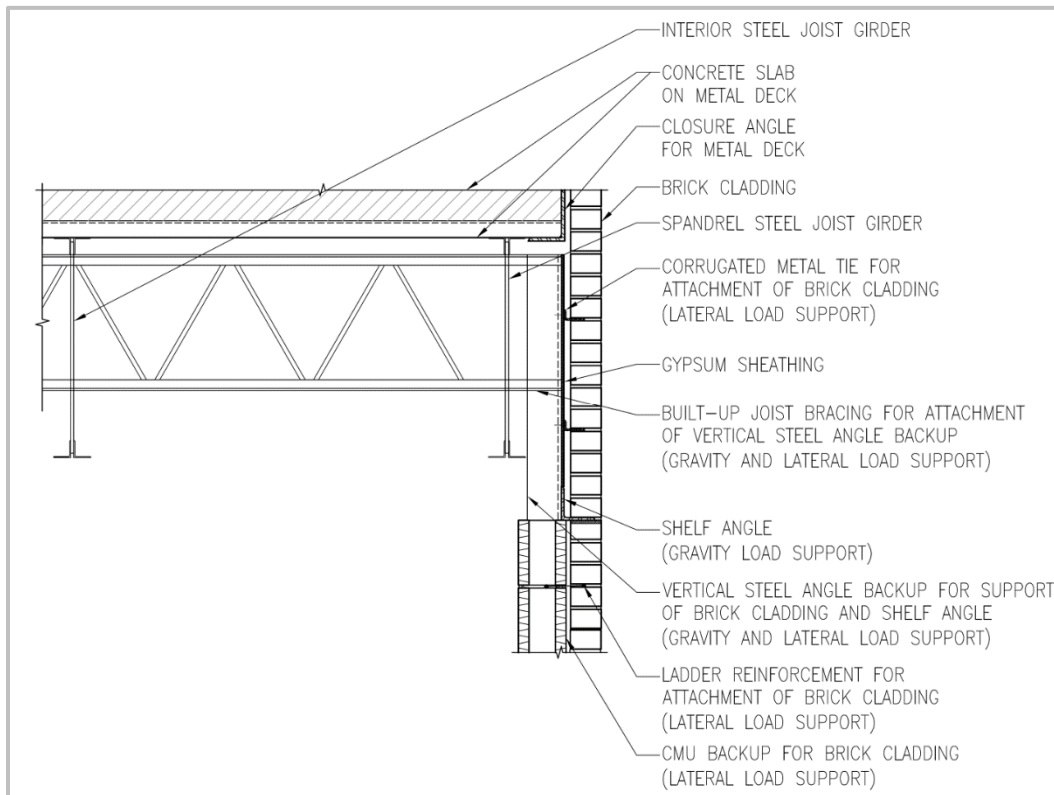 INTERIOR STEEL JOIST GIRDER
CONCRETE SLAB
ON METAL DECK
CLOSURE ANGLE
FOR METAL DECK
BRICK CLADDING
SPANDREL STEEL JOIST GIRDER
CORRUGATED METAL TIE FOR
ATTACHMENT OF BRICK CLADDING
(LATERAL LOAD SUPPORT)
GYPSUM SHEATHING
BUILT-UP JOIST BRACING FOR ATTACHMENT
OF VERTICAL STEEL ANGLE BACKUP
(GRAVITY AND LATERAL LOAD SUPPORT)
SHELF ANGLE
(GRAVITY LOAD SUPPORT)
VERTICAL STEEL ANGLE BACKUP FOR SUPPORT
OF BRICK CLADDING AND SHELF ANGLE
(GRAVITY AND LATERAL LOAD SUPPORT)
LADDER REINFORCEMENT FOR
ATTACHMENT OF BRICK CLADDING
(LATERAL LOAD SUPPORT)
CMU BACKUP FOR BRICK CLADDING
(LATERAL LOAD SUPPORT)